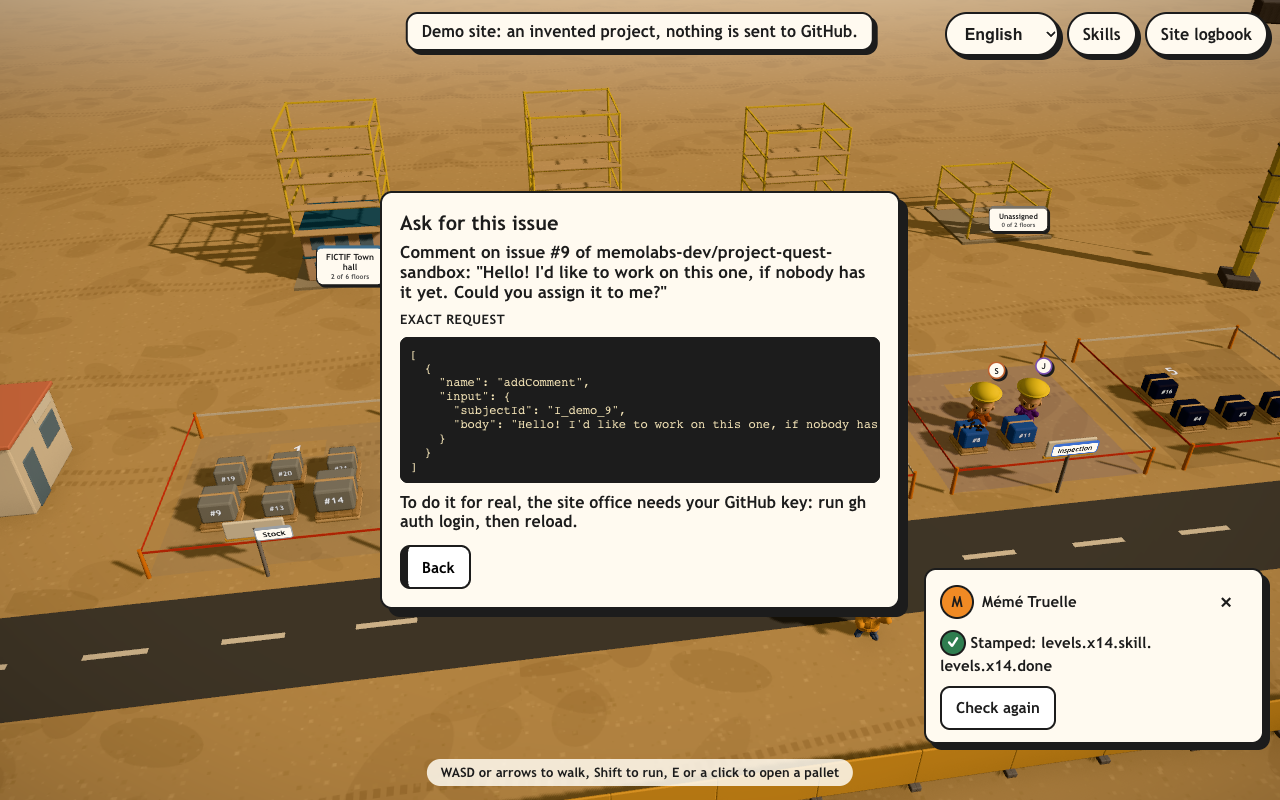 Demo site: an invented project, nothing is sent to GitHub.
English
Skills
Site logbook
Unassigned
0 of 2 floors
FICTIF Town
hall
2 of 6 floors
Ask for this issue
Comment on issue #9 of memolabs-dev/project-quest-
sandbox: "Hello! I'd like to work on this one, if nobody has
it yet. Could you assign it to me?"
EXACT REQUEST
[
{
"name": "addComment",
"input": {
"subjectId": "I_demo_9",
"body": "Hello! I'd like to work on this one, if nobody has
}
}
]
To do it for real, the site office needs your GitHub key: run gh
auth login, then reload.
Back
#19
#20
#21
#9
#13
#14
Stock
S
J
#8
#11
Inspection
5
#16
#4
#3
M
Mémé Truelle
×
Stamped: levels.x14.skill.
levels.x14.done
Check again
WASD or arrows to walk, Shift to run, E or a click to open a pallet